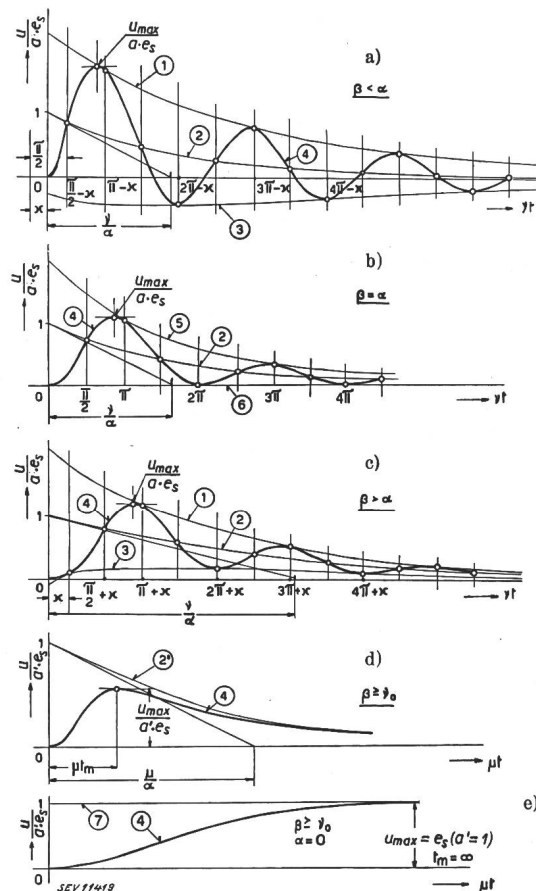 u/a·e_s
u_max/a·e_s
①
a)
β < α
1
②
④
π/2
0
π/2-ϰ
π-ϰ
2π-ϰ
3π-ϰ
4π-ϰ
ϰ
③
νt
ν/α
b)
u/a·e_s
u_max/a·e_s
β = α
④
⑤
1
②
0
π/2
π
2π
⑥
3π
4π
νt
ν/α
c)
u/a·e_s
u_max/a·e_s
④
①
β > α
1
②
③
0
ϰ
π/2+ϰ
π+ϰ
2π+ϰ
3π+ϰ
4π+ϰ
νt
ν/α
d)
u/a'·e_s
1
②'
④
β ≥ ν₀
u_max/a'·e_s
μt_m
0
μ/α
μt
e)
u/a'·e_s
1
⑦
④
β ≥ ν₀
α = 0
u_max = e_s (a' = 1)
t_m = ∞
0
μt
SEV 11419